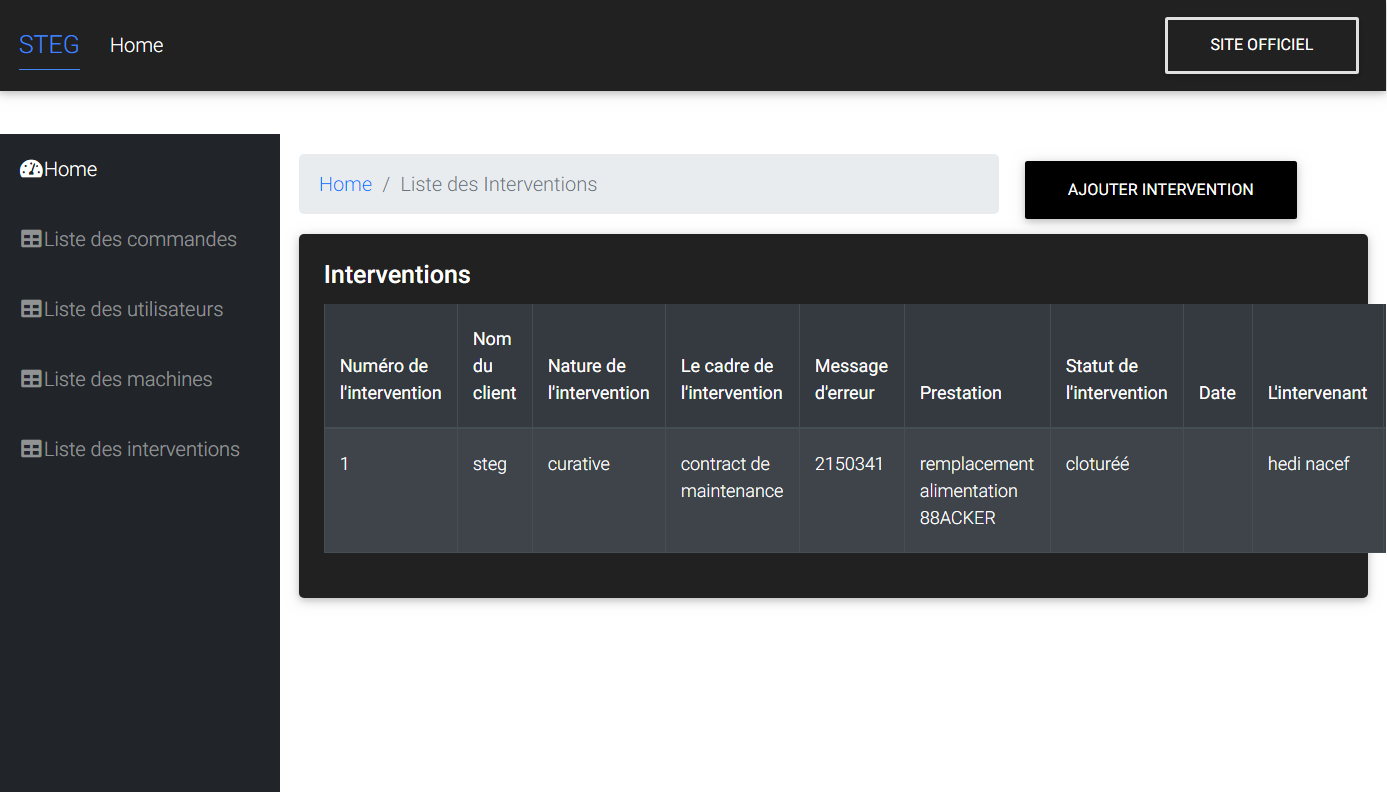 STEG
Home
SITE OFFICIEL
Home
Liste des commandes
Liste des utilisateurs
Liste des machines
Liste des interventions
Home / Liste des Interventions
AJOUTER INTERVENTION
Interventions
Numéro de
l'intervention
Nom
du
client
Nature de
l'intervention
Le cadre de
l'intervention
Message
d'erreur
Prestation
Statut de
l'intervention
Date
L'intervenant
1
steg
curative
contract de
maintenance
2150341
remplacement
alimentation
88ACKER
cloturéé
hedi nacef